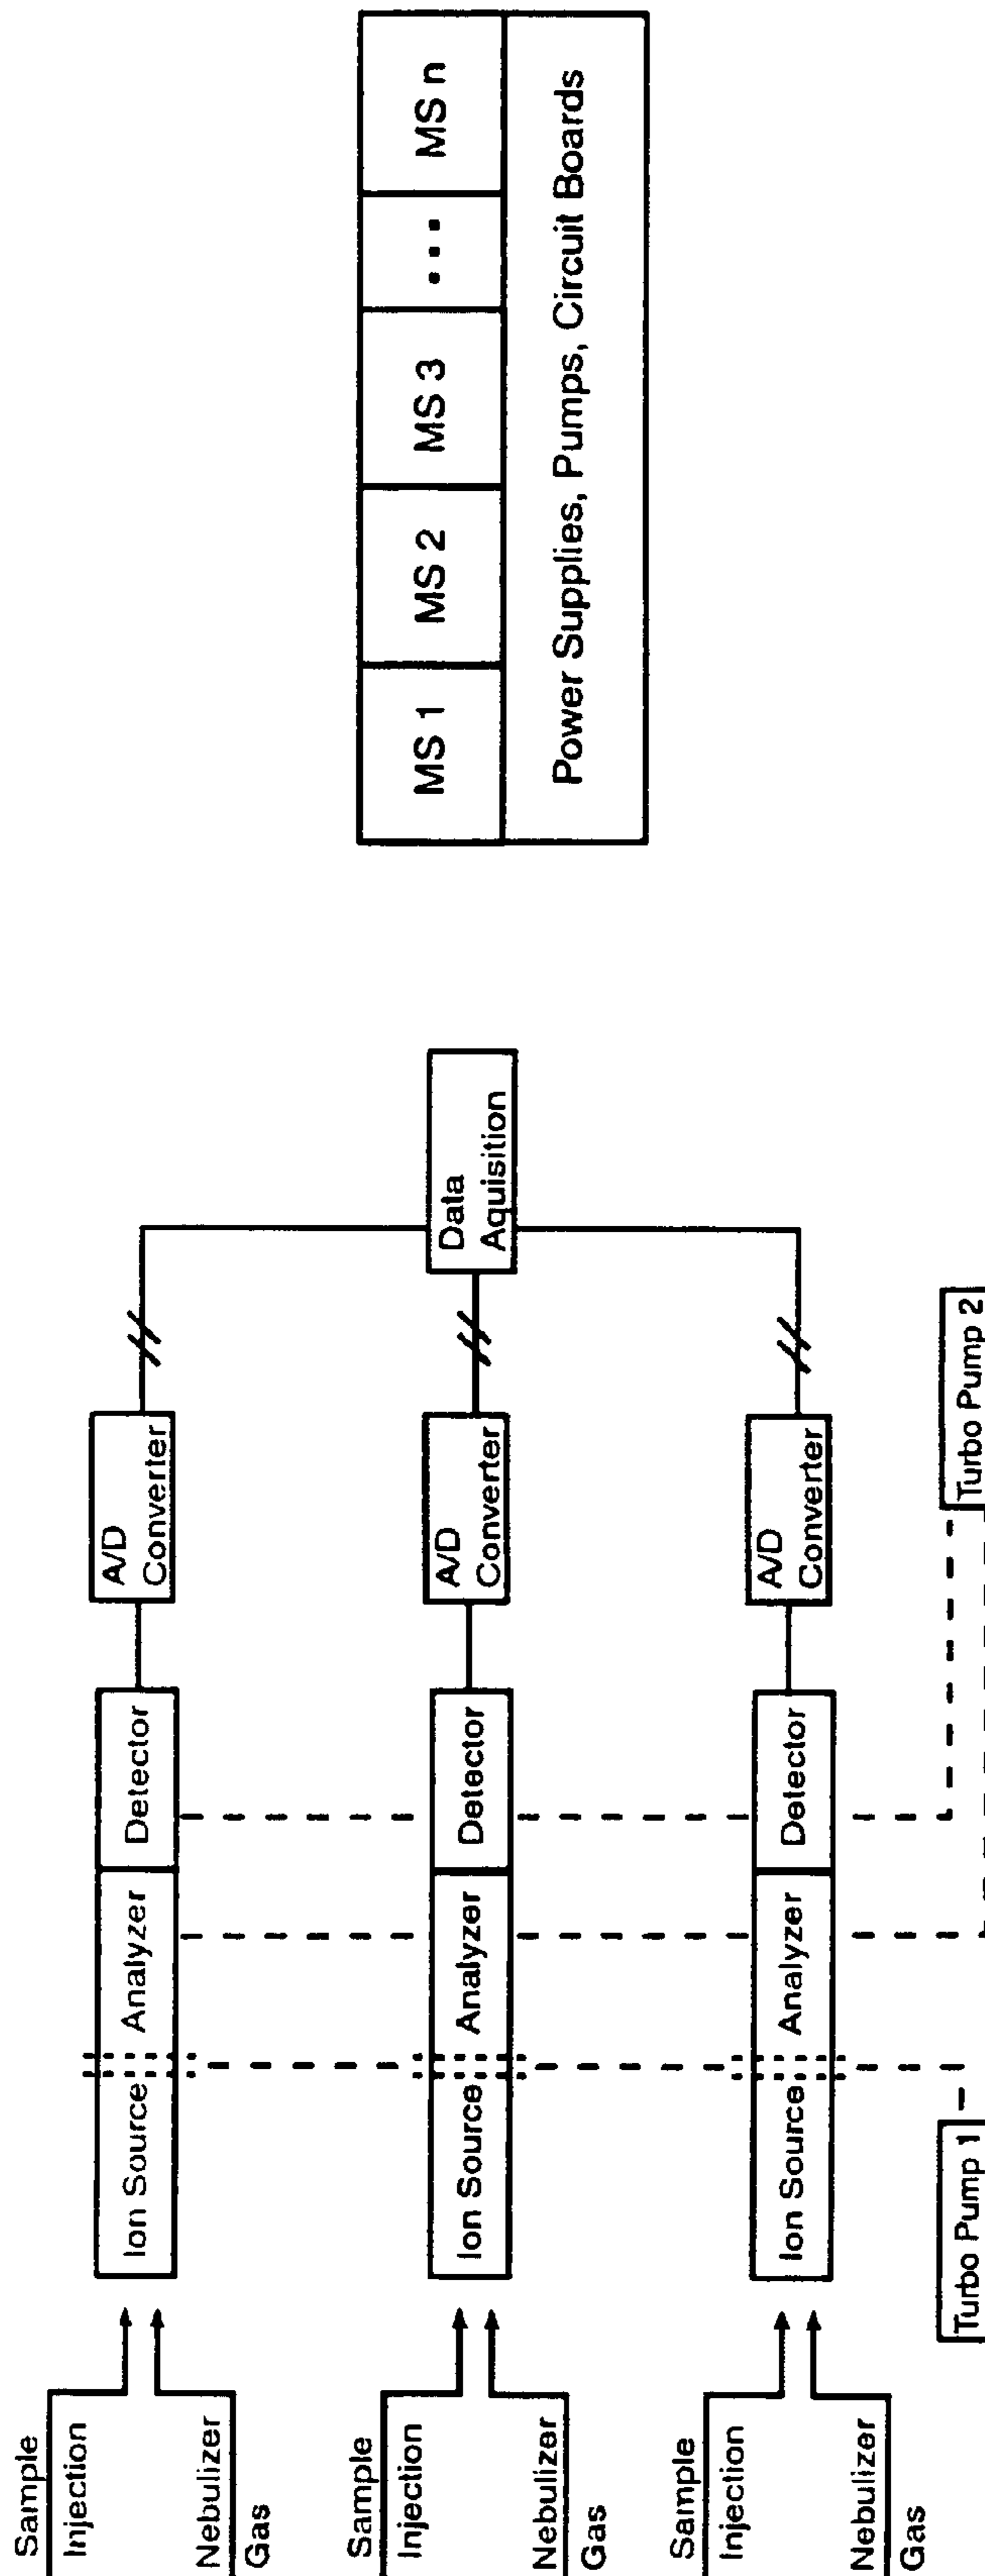 Sample
Injection
Nebulizer
Gas
Ion Source
Analyzer
Detector
A/D
Converter
Sample
Injection
Nebulizer
Gas
Ion Source
Analyzer
Detector
A/D
Converter
Data
Aquisition
Sample
Injection
Nebulizer
Gas
Ion Source
Analyzer
Detector
A/D
Converter
Turbo Pump 1
Turbo Pump 2
MS 1
MS 2
MS 3
...
MS n
Power Supplies, Pumps, Circuit Boards